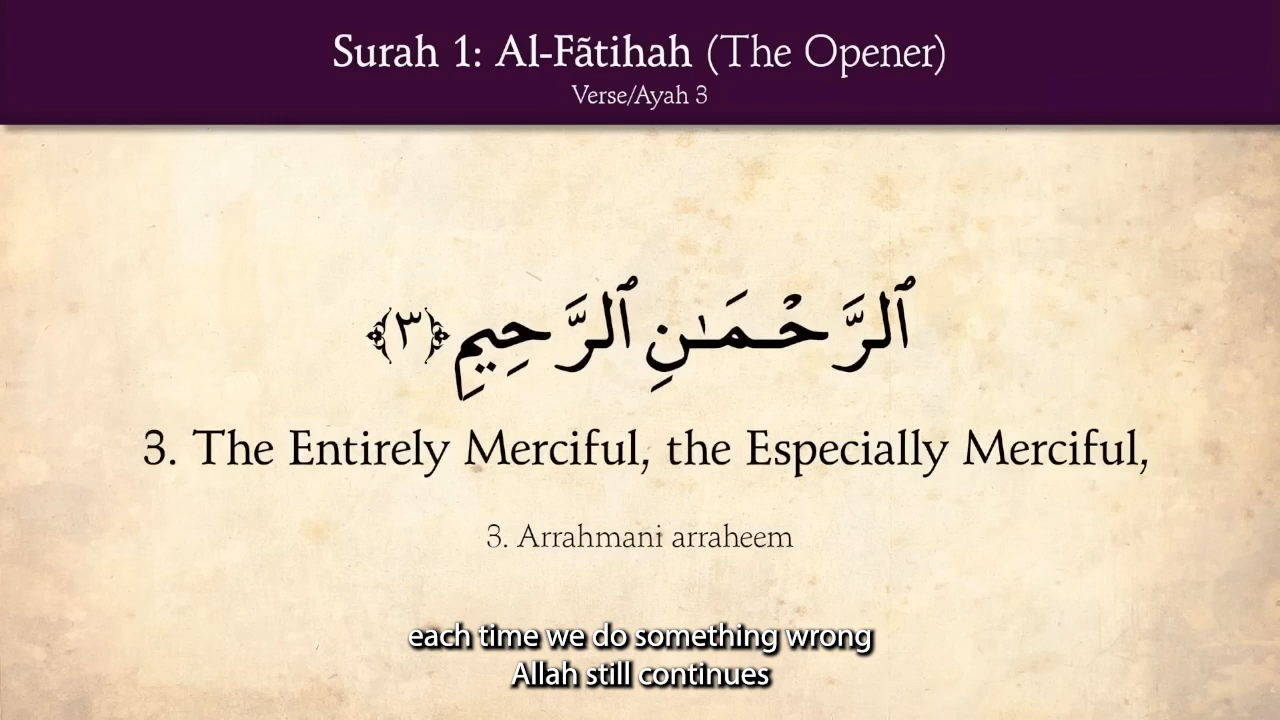 Surah 1: Al-Fãtihah (The Opener)
Verse/Ayah 3
ٱلرَّحْمَـٰنِ ٱلرَّحِيمِ ﴿٣﴾
3. The Entirely Merciful, the Especially Merciful,
3. Arrahmani arraheem
each time we do something wrong
Allah still continues